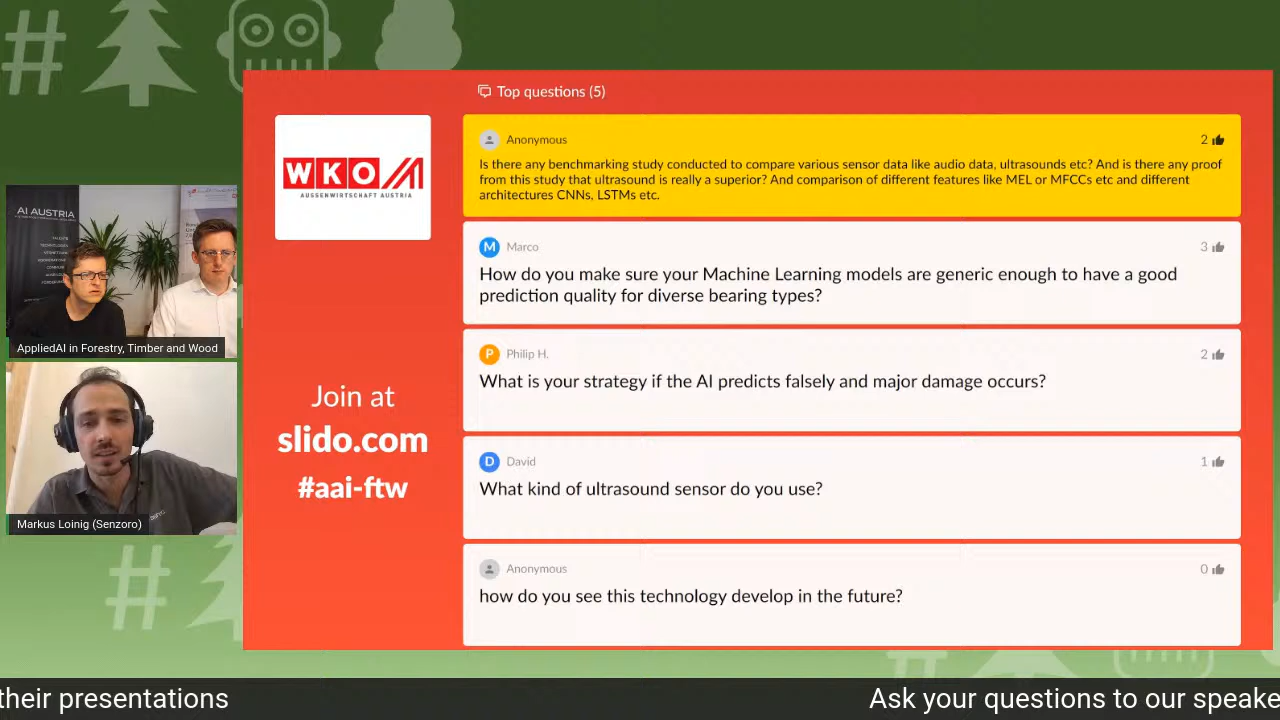 Top questions (5)
WKO
AUSSENWIRTSCHAFT AUSTRIA
Join at
slido.com
#aai-ftw
Anonymous
2
Is there any benchmarking study conducted to compare various sensor data like audio data, ultrasounds etc? And is there any proof
from this study that ultrasound is really a superior? And comparison of different features like MEL or MFCCs etc and different
architectures CNNs, LSTMs etc.
M
Marco
3
How do you make sure your Machine Learning models are generic enough to have a good
prediction quality for diverse bearing types?
P
Philip H.
2
What is your strategy if the AI predicts falsely and major damage occurs?
D
David
1
What kind of ultrasound sensor do you use?
Anonymous
0
how do you see this technology develop in the future?
AI AUSTRIA
AppliedAI in Forestry, Timber and Wood
Markus Loinig (Senzoro)
their presentations
Ask your questions to our speake